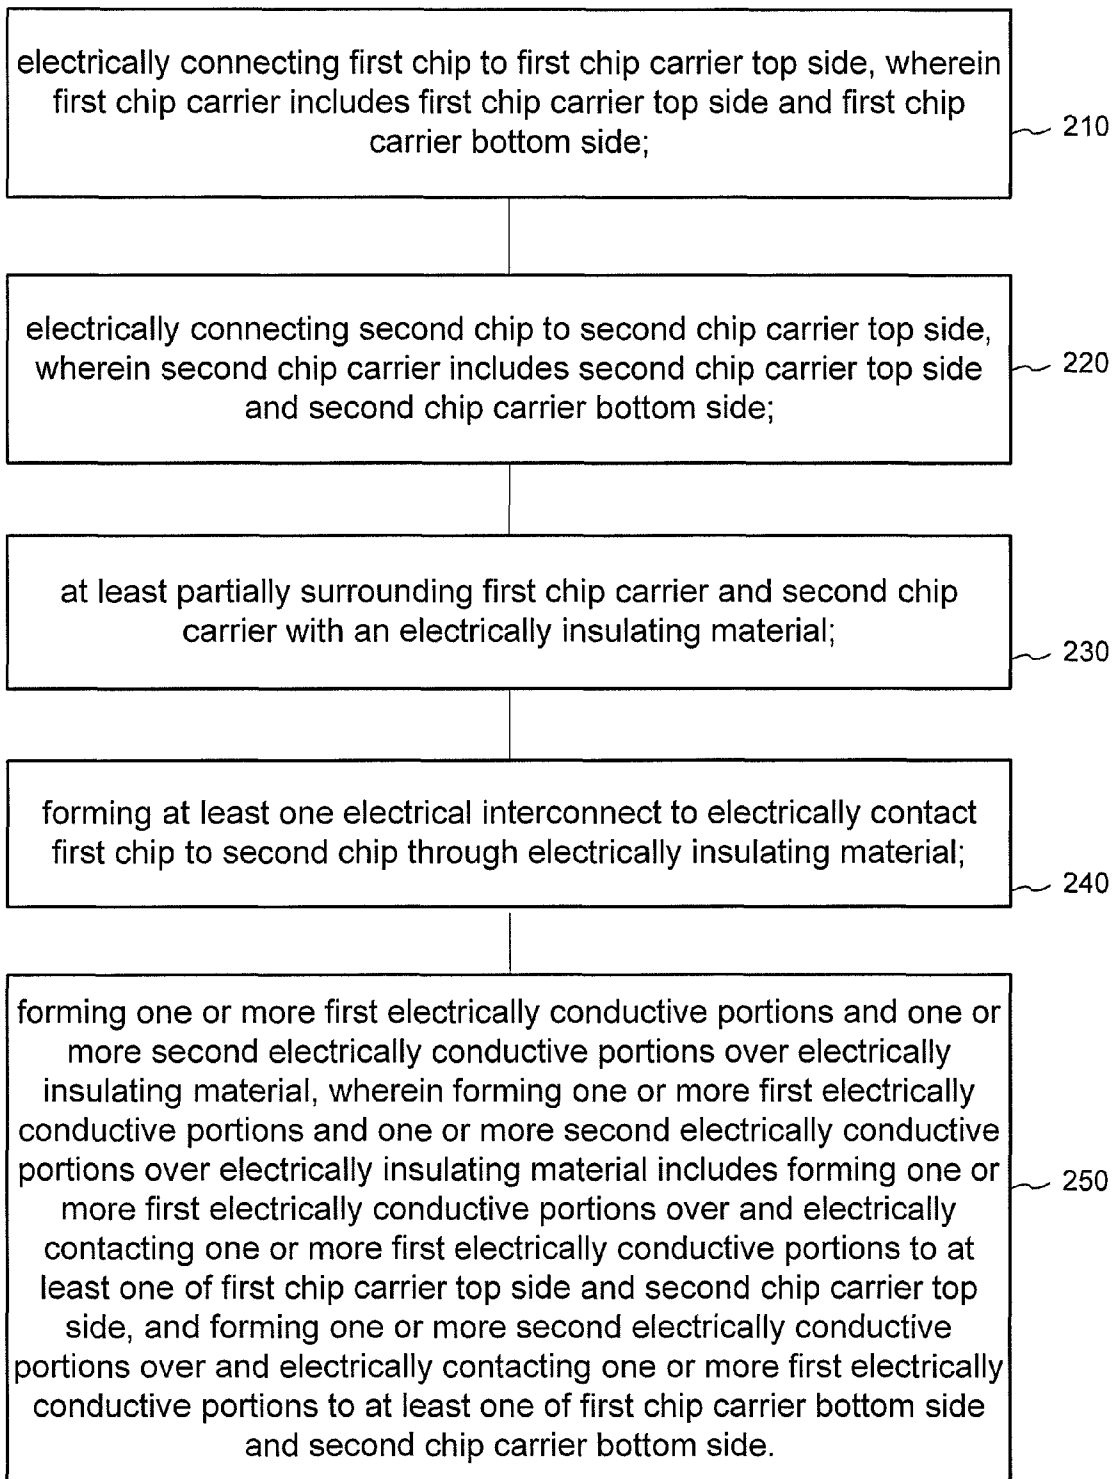 electrically connecting first chip to first chip carrier top side, wherein
first chip carrier includes first chip carrier top side and first chip
carrier bottom side;
210
electrically connecting second chip to second chip carrier top side,
wherein second chip carrier includes second chip carrier top side
and second chip carrier bottom side;
220
at least partially surrounding first chip carrier and second chip
carrier with an electrically insulating material;
230
forming at least one electrical interconnect to electrically contact
first chip to second chip through electrically insulating material;
240
forming one or more first electrically conductive portions and one or
more second electrically conductive portions over electrically
insulating material, wherein forming one or more first electrically
conductive portions and one or more second electrically conductive
portions over electrically insulating material includes forming one or
more first electrically conductive portions over and electrically
contacting one or more first electrically conductive portions to at
least one of first chip carrier top side and second chip carrier top
side, and forming one or more second electrically conductive
portions over and electrically contacting one or more first electrically
conductive portions to at least one of first chip carrier bottom side
and second chip carrier bottom side.
250